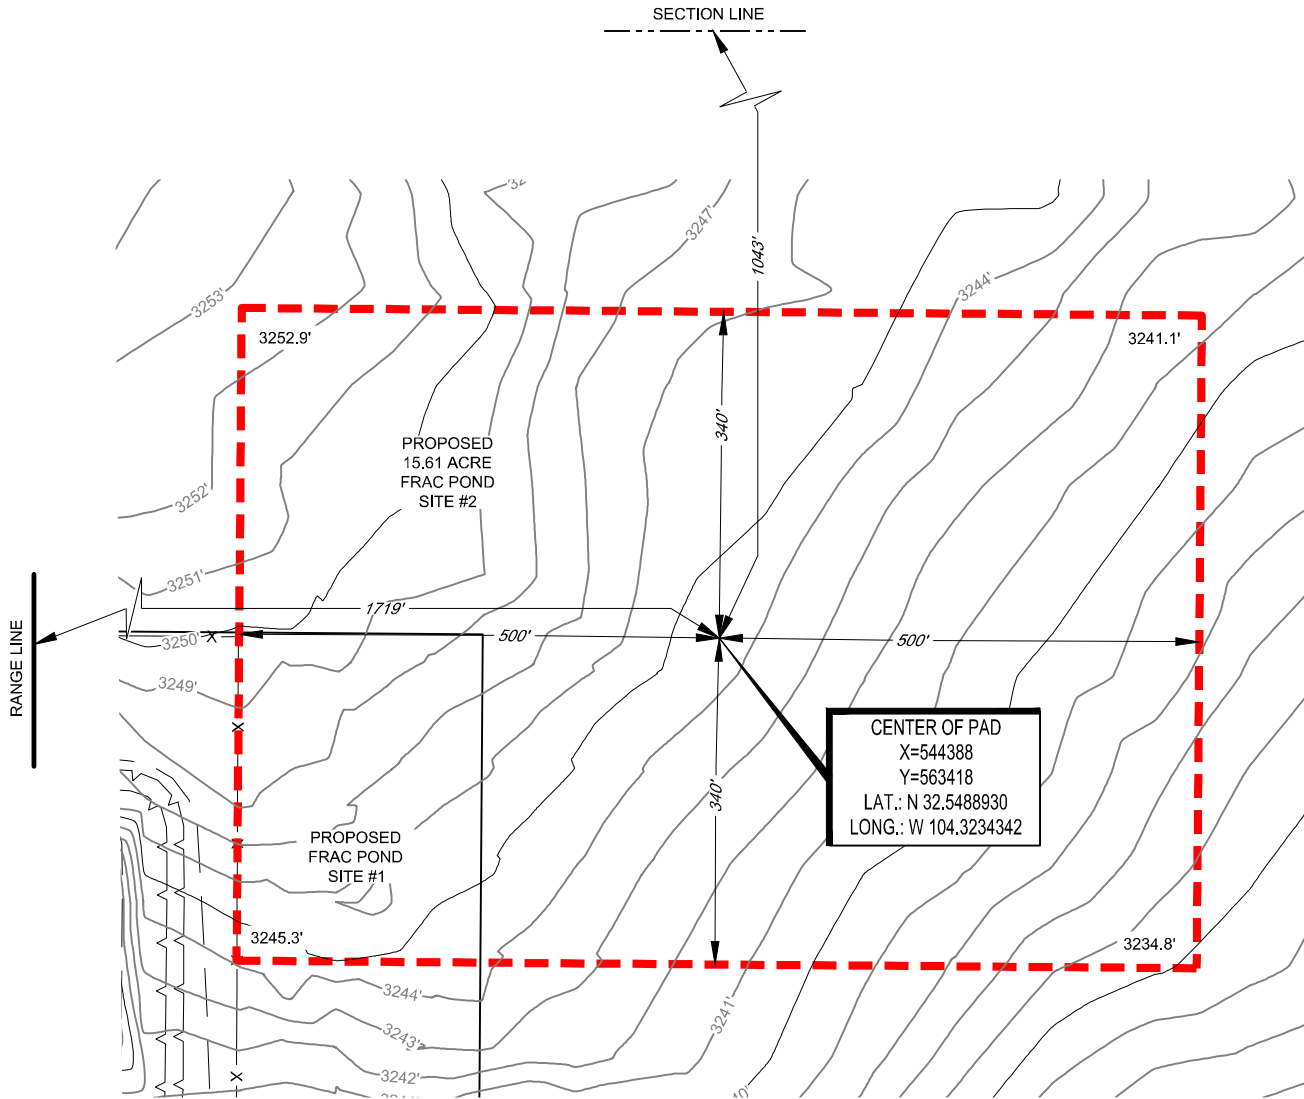 SECTION LINE
32
3247'
1043'
3244'
3253'
3252.9'
3241.1'
340'
PROPOSED
15.61 ACRE
FRAC POND
SITE #2
3252'
3251'
RANGE LINE
1719'
X
3250'
500'
500'
3249'
X
CENTER OF PAD
X=544388
Y=563418
LAT.: N 32.5488930
LONG.: W 104.3234342
340'
PROPOSED
FRAC POND
SITE #1
X
3245.3'
3234.8'
3244'
3241'
3243'
3242'
X